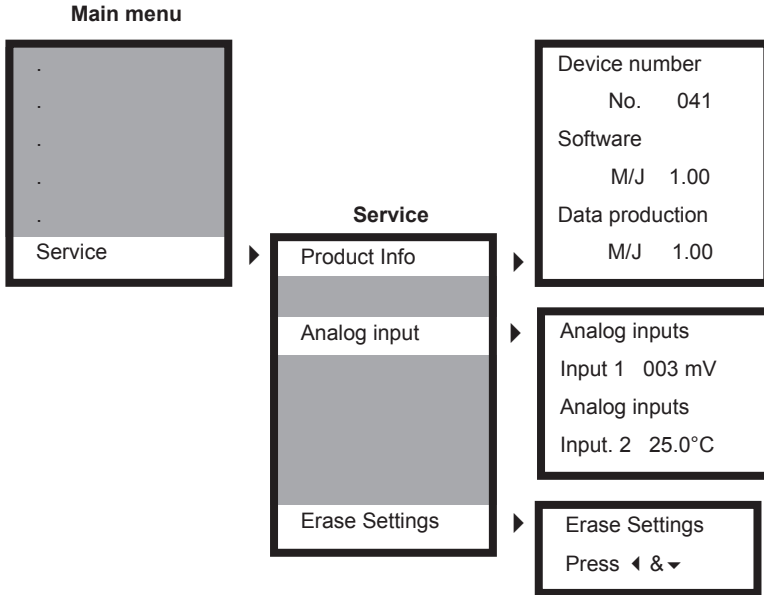 Main menu
.
.
.
.
.
Service
Service
Product Info
Analog input
Erase Settings
Device number
No. 041
Software
M/J 1.00
Data production
M/J 1.00
Analog inputs
Input 1 003 mV
Analog inputs
Input. 2 25.0°C
Erase Settings
Press ◀ & ▼